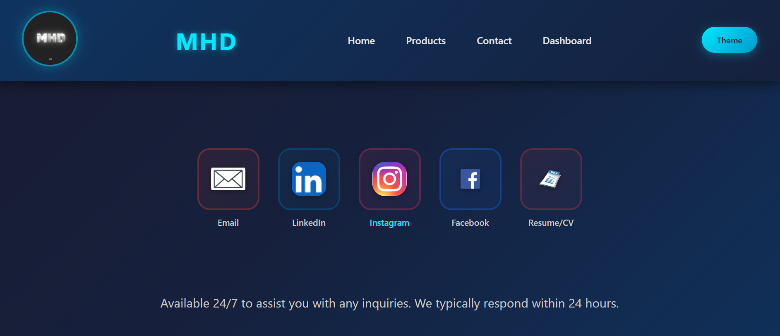 MHD
MHD
Home Products Contact Dashboard
Theme
in
f
Email LinkedIn Instagram Facebook Resume/CV
Available 24/7 to assist you with any inquiries. We typically respond within 24 hours.